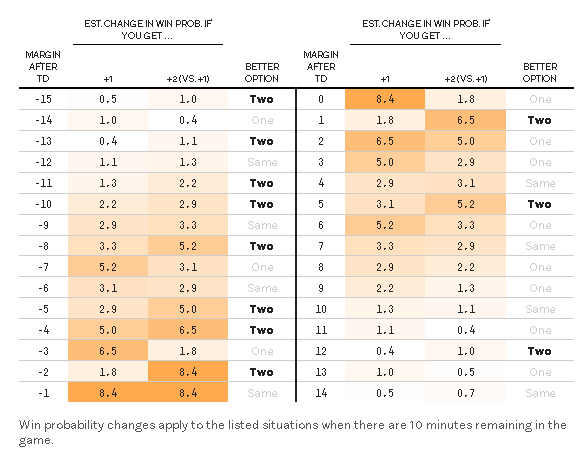 EST. CHANGE IN WIN PROB. IF YOU GET ... EST. CHANGE IN WIN PROB. IF YOU GET ...
MARGIN AFTER TD +1 +2 (VS. +1) BETTER OPTION MARGIN AFTER TD +1 +2 (VS. +1) BETTER OPTION
-15 0.5 1.0 Two 0 8.4 1.8 One
-14 1.0 0.4 One 1 1.8 6.5 Two
-13 0.4 1.1 Two 2 6.5 5.0 One
-12 1.1 1.3 Same 3 5.0 2.9 One
-11 1.3 2.2 Two 4 2.9 3.1 Same
-10 2.2 2.9 Two 5 3.1 5.2 Two
-9 2.9 3.3 Same 6 5.2 3.3 One
-8 3.3 5.2 Two 7 3.3 2.9 Same
-7 5.2 3.1 One 8 2.9 2.2 One
-6 3.1 2.9 Same 9 2.2 1.3 One
-5 2.9 5.0 Two 10 1.3 1.1 Same
-4 5.0 6.5 Two 11 1.1 0.4 One
-3 6.5 1.8 One 12 0.4 1.0 Two
-2 1.8 8.4 Two 13 1.0 0.5 One
-1 8.4 8.4 Same 14 0.5 0.7 Same
Win probability changes apply to the listed situations when there are 10 minutes remaining in the
game.